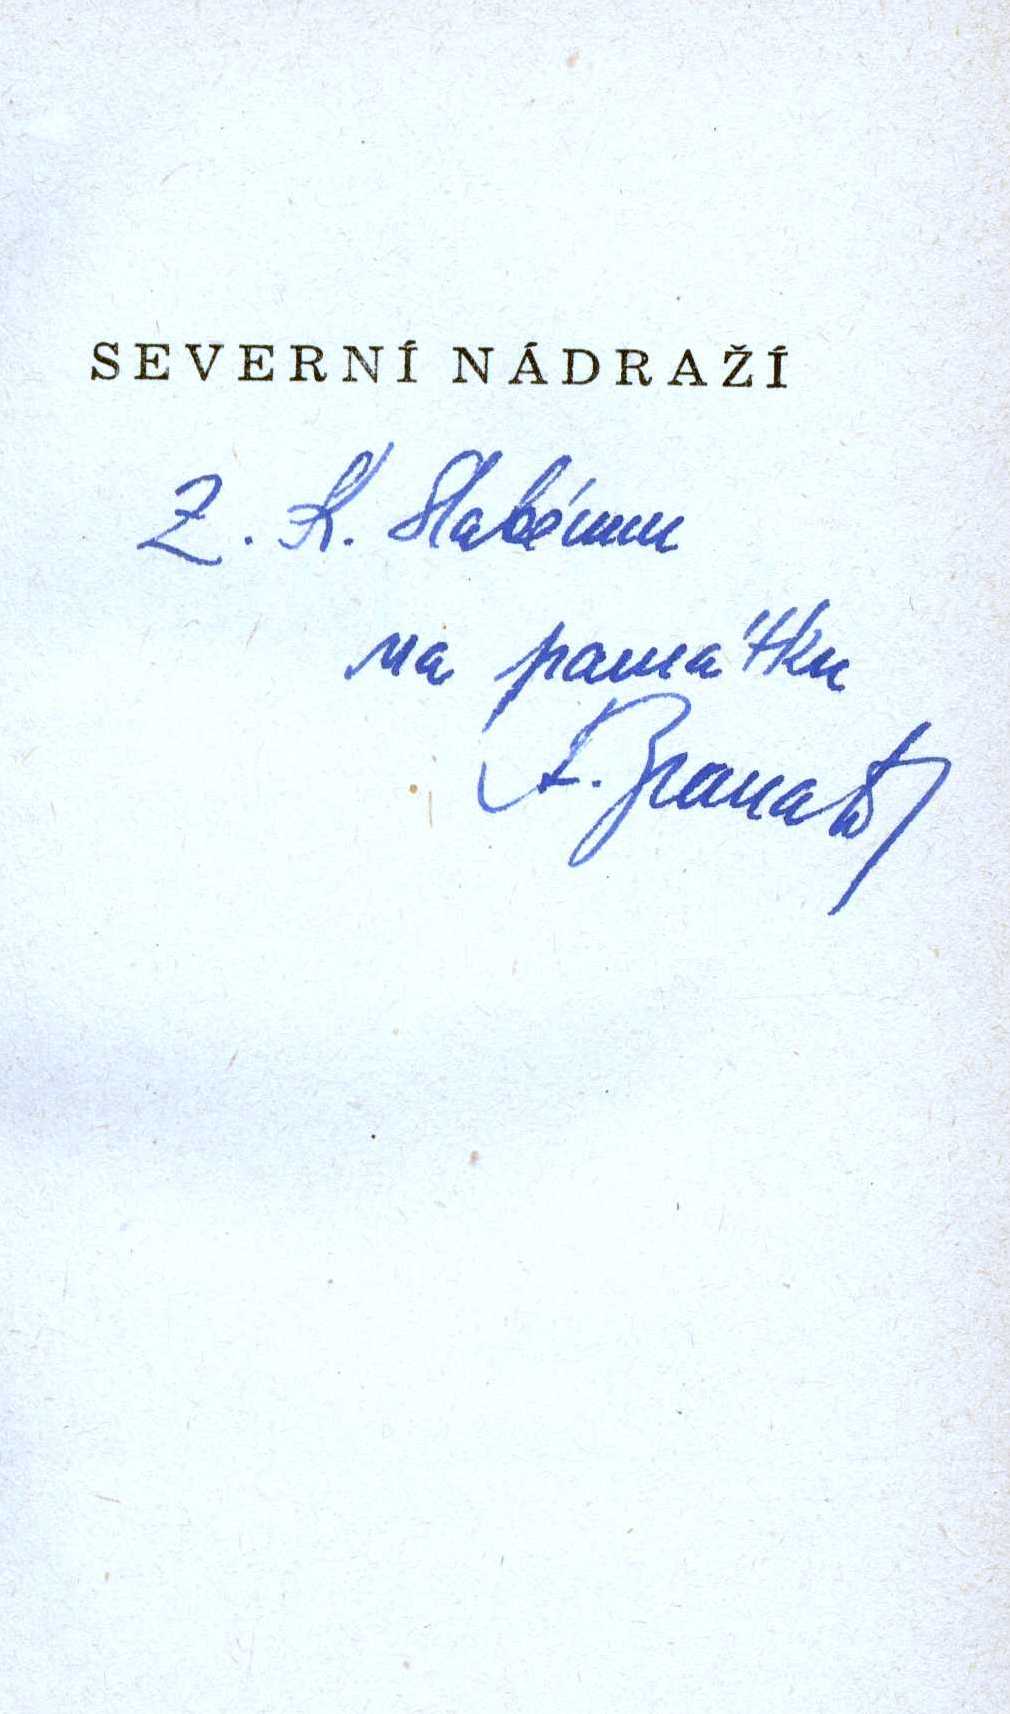 SEVERNÍ NÁDRAŽÍ
Z. K. Slabému
na památku
A. Branald